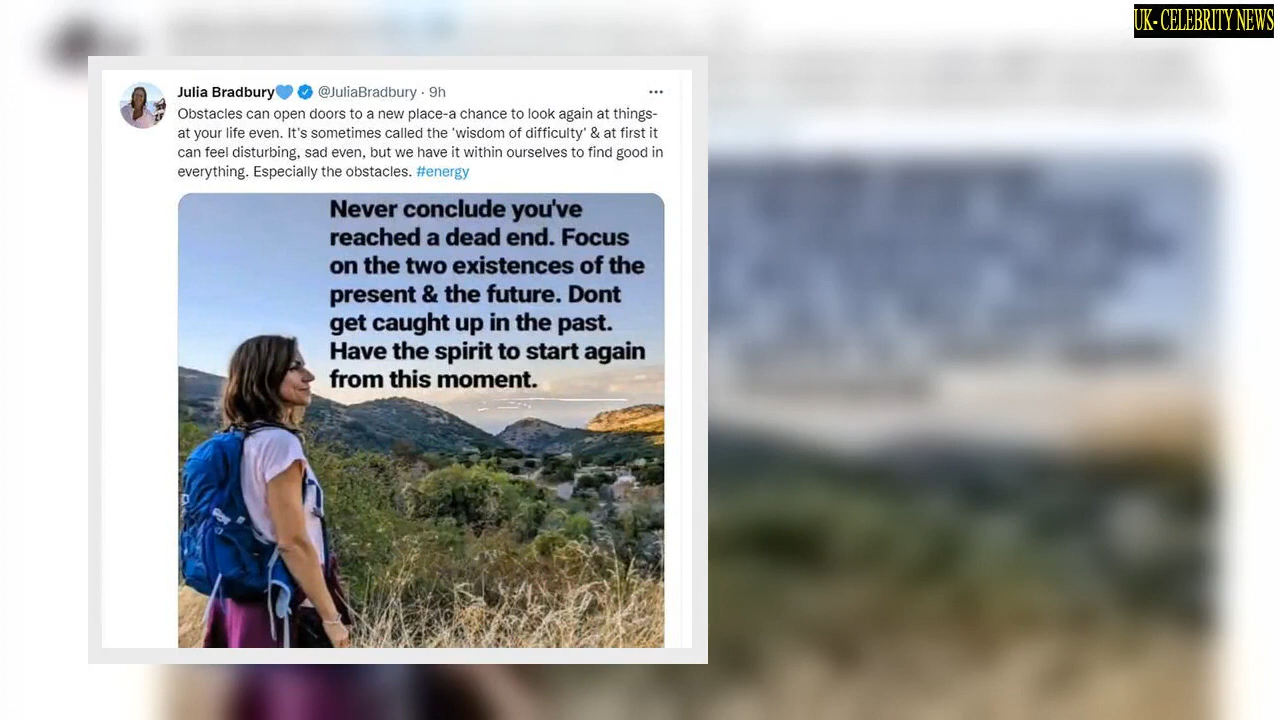 UK- CELEBRITY NEWS
Julia Bradbury💙 @JuliaBradbury · 9h
Obstacles can open doors to a new place-a chance to look again at things-
at your life even. It's sometimes called the 'wisdom of difficulty' & at first it
can feel disturbing, sad even, but we have it within ourselves to find good in
everything. Especially the obstacles. #energy
Never conclude you've
reached a dead end. Focus
on the two existences of the
present & the future. Dont
get caught up in the past.
Have the spirit to start again
from this moment.